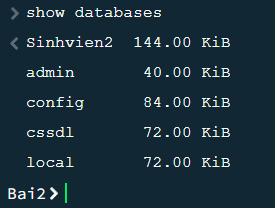 > show databases
< Sinhvien2  144.00 KiB
admin  40.00 KiB
config  84.00 KiB
cssdl  72.00 KiB
local  72.00 KiB
Bai2>